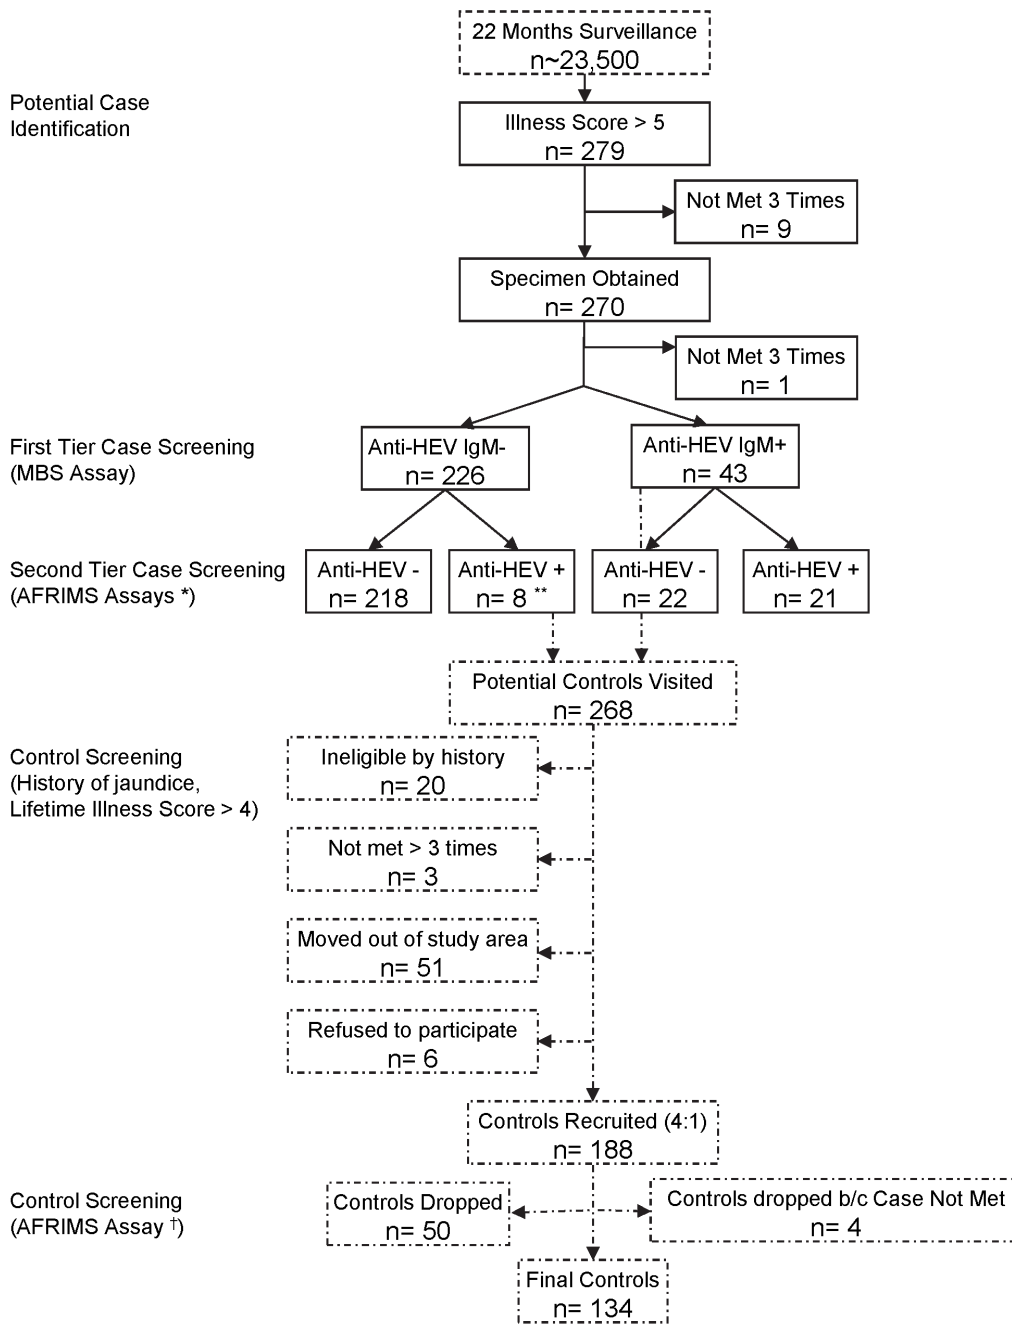 22 Months Surveillance
n~23,500
Potential Case
Identification
Illness Score > 5
n= 279
Not Met 3 Times
n= 9
Specimen Obtained
n= 270
Not Met 3 Times
n= 1
First Tier Case Screening
(MBS Assay)
Anti-HEV IgM-
n= 226
Anti-HEV IgM+
n= 43
Second Tier Case Screening
(AFRIMS Assays *)
Anti-HEV -
n= 218
Anti-HEV +
n= 8 **
Anti-HEV -
n= 22
Anti-HEV +
n= 21
Potential Controls Visited
n= 268
Control Screening
(History of jaundice,
Lifetime Illness Score > 4)
Ineligible by history
n= 20
Not met > 3 times
n= 3
Moved out of study area
n= 51
Refused to participate
n= 6
Controls Recruited (4:1)
n= 188
Control Screening
(AFRIMS Assay †)
Controls Dropped
n= 50
Controls dropped b/c Case Not Met
n= 4
Final Controls
n= 134